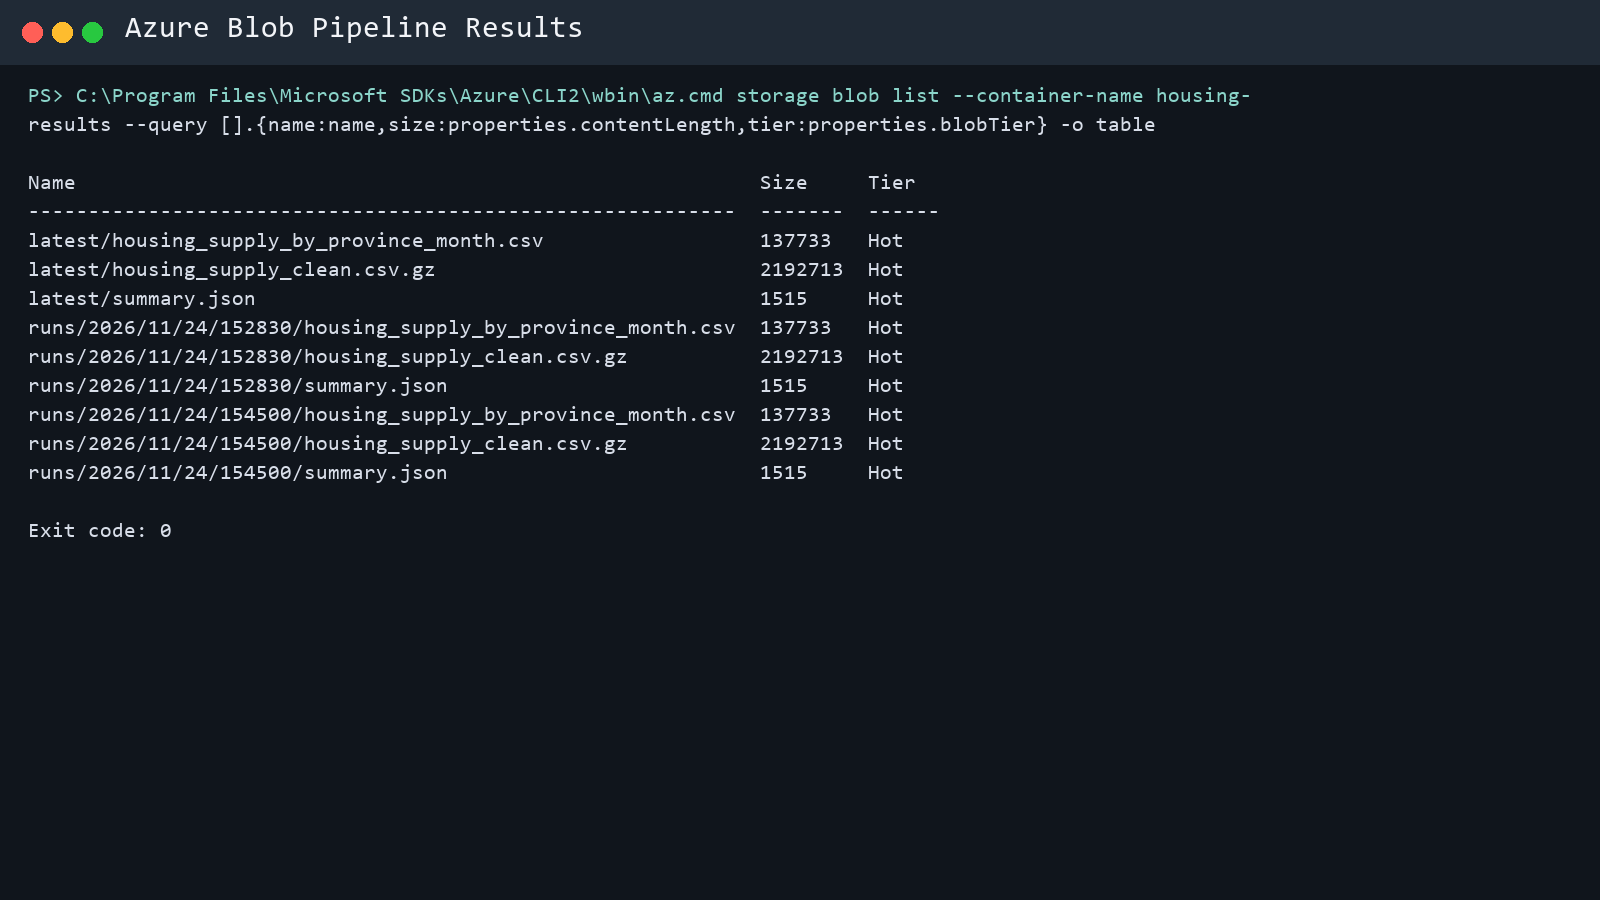 Azure Blob Pipeline Results
PS> C:\Program Files\Microsoft SDKs\Azure\CLI2\wbin\az.cmd storage blob list --container-name housing-
results --query [].{name:name,size:properties.contentLength,tier:properties.blobTier} -o table
Name Size Tier
----------------------------------------------------------- ------- ------
latest/housing_supply_by_province_month.csv 137733 Hot
latest/housing_supply_clean.csv.gz 2192713 Hot
latest/summary.json 1515 Hot
runs/2026/11/24/152830/housing_supply_by_province_month.csv 137733 Hot
runs/2026/11/24/152830/housing_supply_clean.csv.gz 2192713 Hot
runs/2026/11/24/152830/summary.json 1515 Hot
runs/2026/11/24/154500/housing_supply_by_province_month.csv 137733 Hot
runs/2026/11/24/154500/housing_supply_clean.csv.gz 2192713 Hot
runs/2026/11/24/154500/summary.json 1515 Hot
Exit code: 0